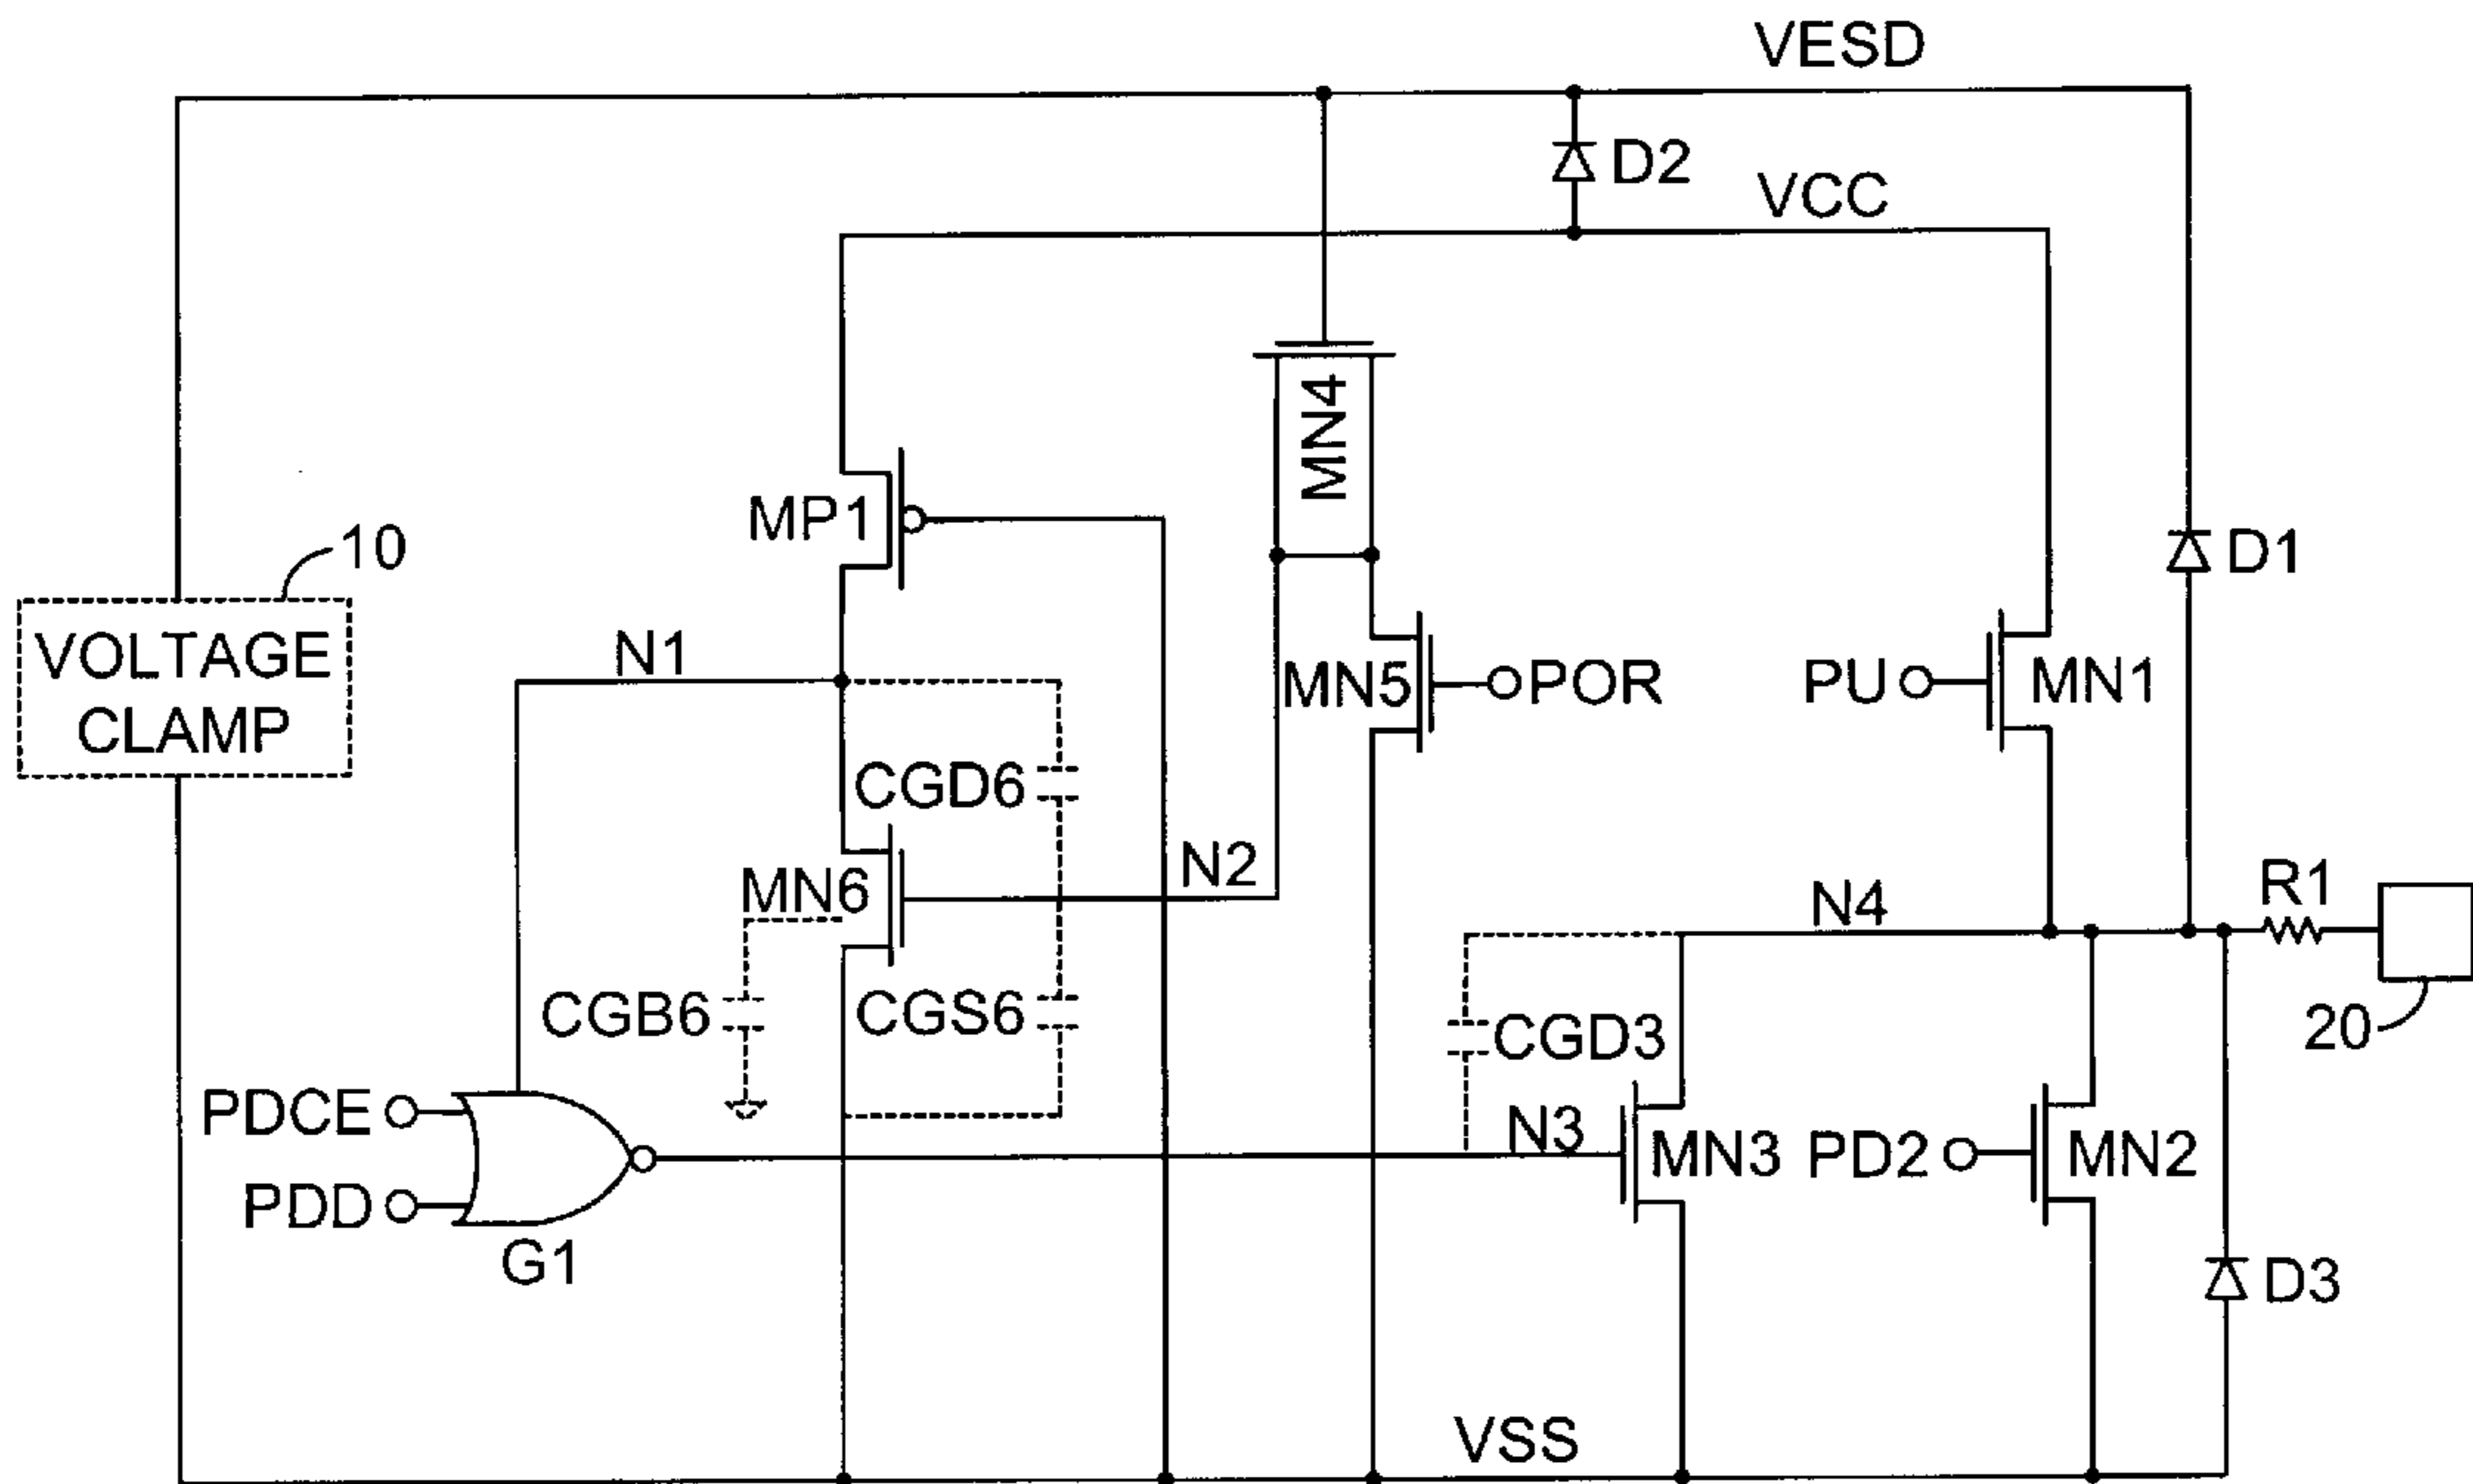 VESD
D2
VCC
MN4
MP1
10
D1
VOLTAGE
CLAMP
N1
MN5
POR
PU
MN1
CGD6
N2
MN6
R1
N4
CGB6
CGS6
CGD3
20
PDCE
N3
MN3
PD2
MN2
PDD
G1
D3
VSS